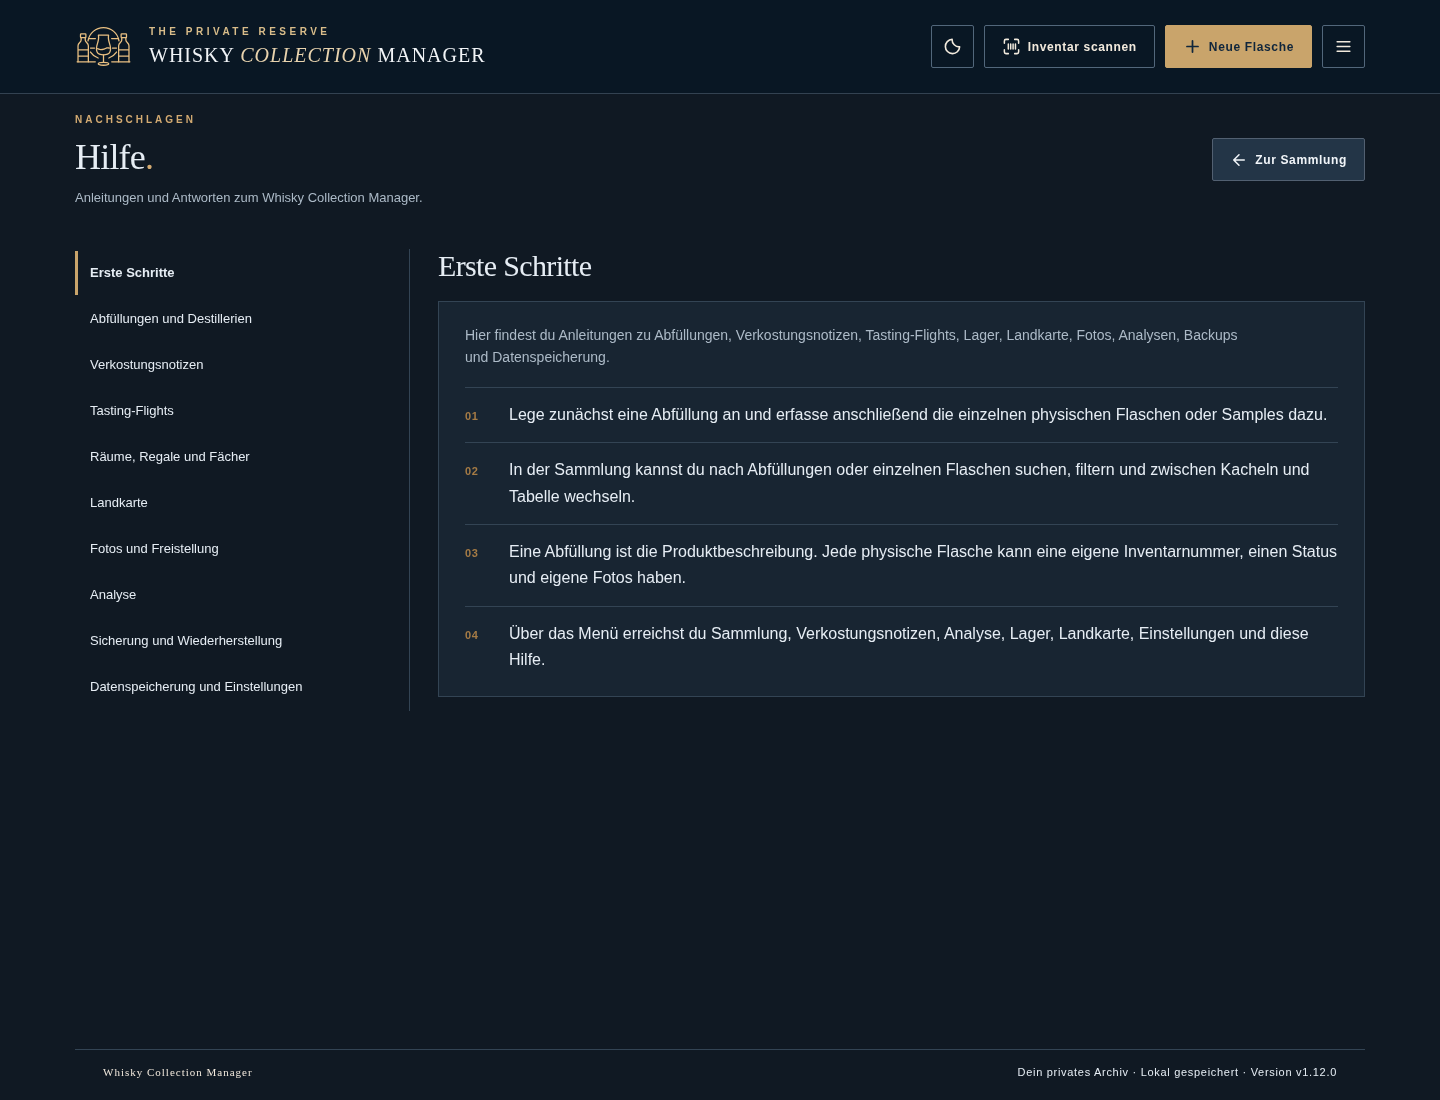 THE PRIVATE RESERVE
WHISKY COLLECTION MANAGER
Inventar scannen
Neue Flasche
NACHSCHLAGEN
Hilfe.
Zur Sammlung
Anleitungen und Antworten zum Whisky Collection Manager.
Erste Schritte
Abfüllungen und Destillerien
Verkostungsnotizen
Tasting-Flights
Räume, Regale und Fächer
Landkarte
Fotos und Freistellung
Analyse
Sicherung und Wiederherstellung
Datenspeicherung und Einstellungen
Erste Schritte
Hier findest du Anleitungen zu Abfüllungen, Verkostungsnotizen, Tasting-Flights, Lager, Landkarte, Fotos, Analysen, Backups
und Datenspeicherung.
01 Lege zunächst eine Abfüllung an und erfasse anschließend die einzelnen physischen Flaschen oder Samples dazu.
02 In der Sammlung kannst du nach Abfüllungen oder einzelnen Flaschen suchen, filtern und zwischen Kacheln und
Tabelle wechseln.
03 Eine Abfüllung ist die Produktbeschreibung. Jede physische Flasche kann eine eigene Inventarnummer, einen Status
und eigene Fotos haben.
04 Über das Menü erreichst du Sammlung, Verkostungsnotizen, Analyse, Lager, Landkarte, Einstellungen und diese
Hilfe.
Whisky Collection Manager
Dein privates Archiv · Lokal gespeichert · Version v1.12.0